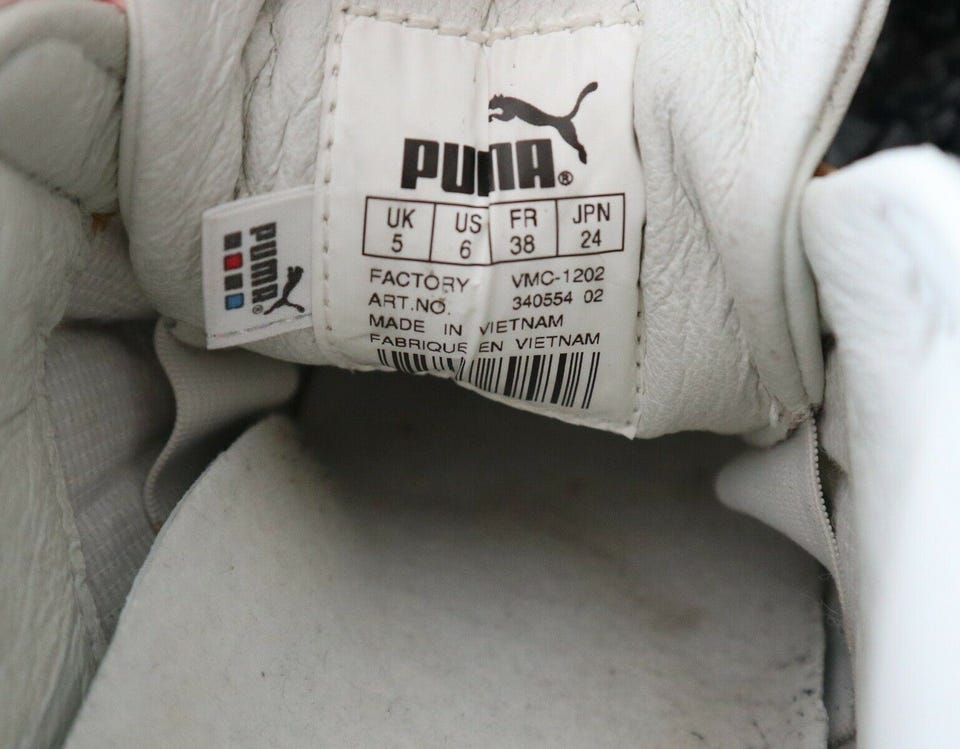 PUMA®
UK US FR JPN
5 6 38 24
FACTORY VMC-1202
ART.NO. 340554 02
MADE IN VIETNAM
FABRIQUE EN VIETNAM
PUMA®